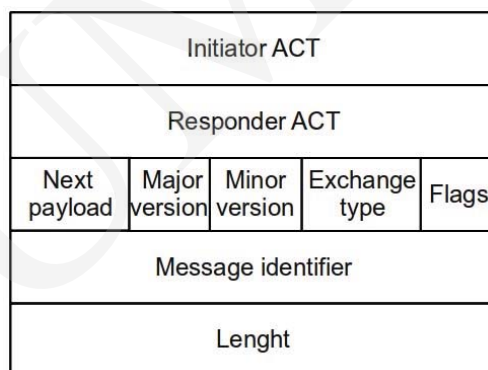 Initiator ACT
Responder ACT
Next payload
Major version
Minor version
Exchange type
Flags
Message identifier
Lenght